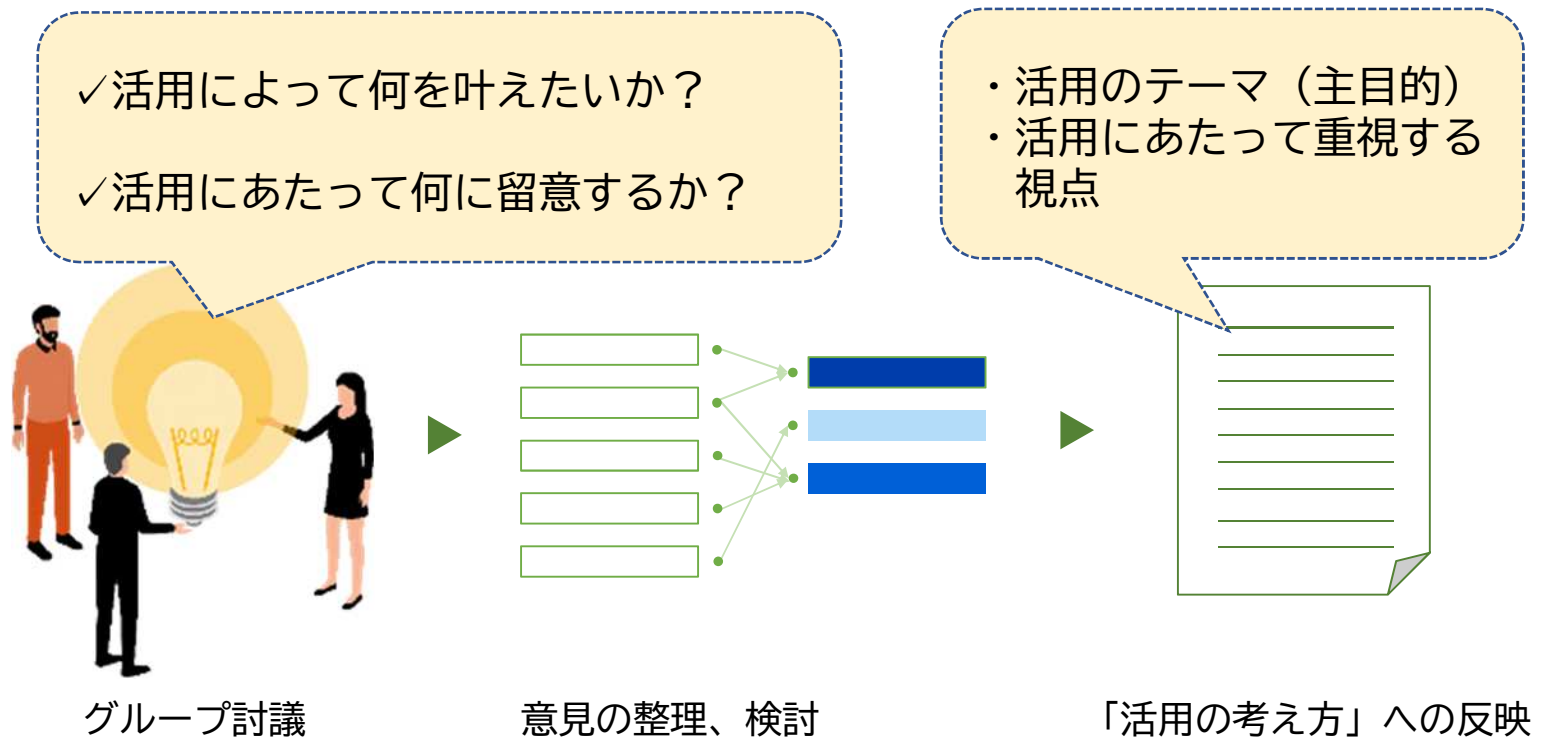 ✓活用によって何を叶えたいか？
✓活用にあたって何に留意するか？
・活用のテーマ（主目的）
・活用にあたって重視する
視点
グループ討議
意見の整理、検討
「活用の考え方」への反映